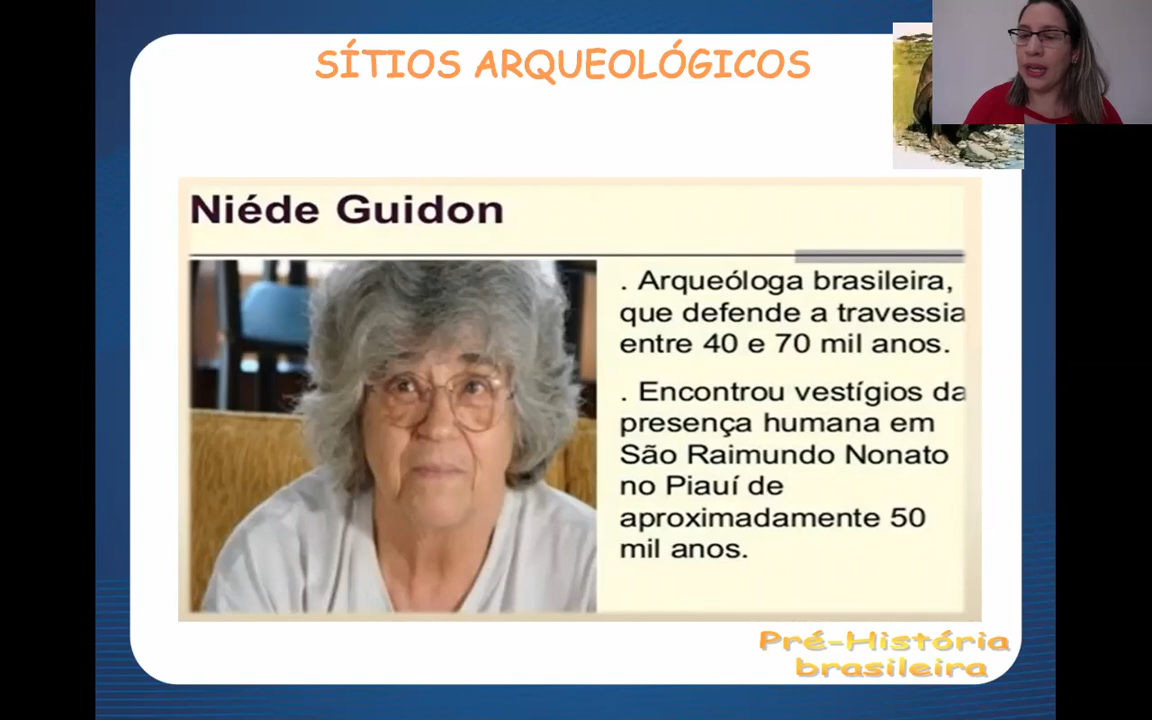 SÍTIOS ARQUEOLÓGICOS
Niéde Guidon
. Arqueóloga brasileira,
que defende a travessia
entre 40 e 70 mil anos.
. Encontrou vestígios da
presença humana em
São Raimundo Nonato
no Piauí de
aproximadamente 50
mil anos.
Pré-História
brasileira